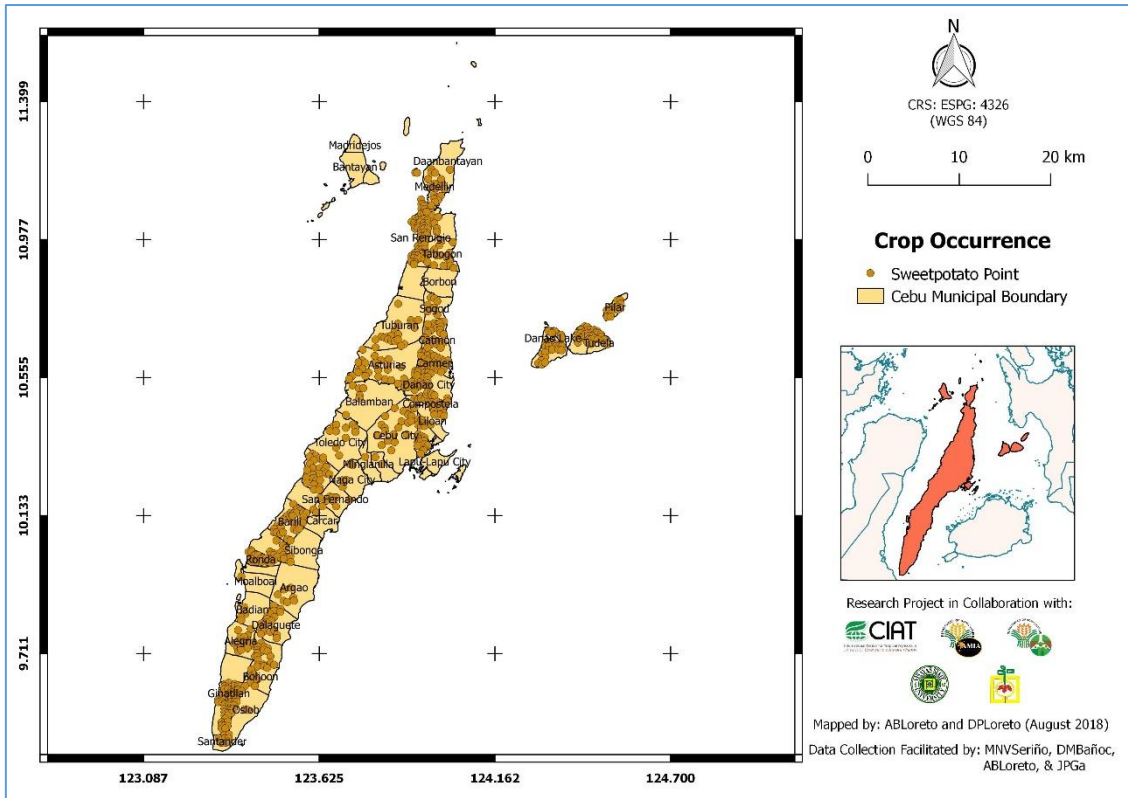 11.399
10.977
10.555
10.133
9.711
123.087
123.625
124.162
124.700
Madridejos
Bantayan
Daanbantayan
Medellin
San Remigio
Tabogon
Borbon
Sogod
Tuburan
Catmon
Asturias
Carmen
Danao City
Balamban
Compostela
Liloan
Cebu City
Toledo City
Lapu-Lapu City
Minglanilla
Naga City
San Fernando
Carcar
Barili
Sibonga
Ronda
Moalboal
Argao
Badian
Dalaguete
Alegria
Boljoon
Ginatilan
Oslob
Santander
Pilar
Danao Lake
Tudela
N
CRS: ESPG: 4326
(WGS 84)
0 10 20 km
Crop Occurrence
Sweetpotato Point
Cebu Municipal Boundary
Research Project in Collaboration with:
CIAT
AMIA
Mapped by: ABLoreto and DPLoreto (August 2018)
Data Collection Facilitated by: MNVSeriño, DMBañoc,
ABLoreto, & JPGa